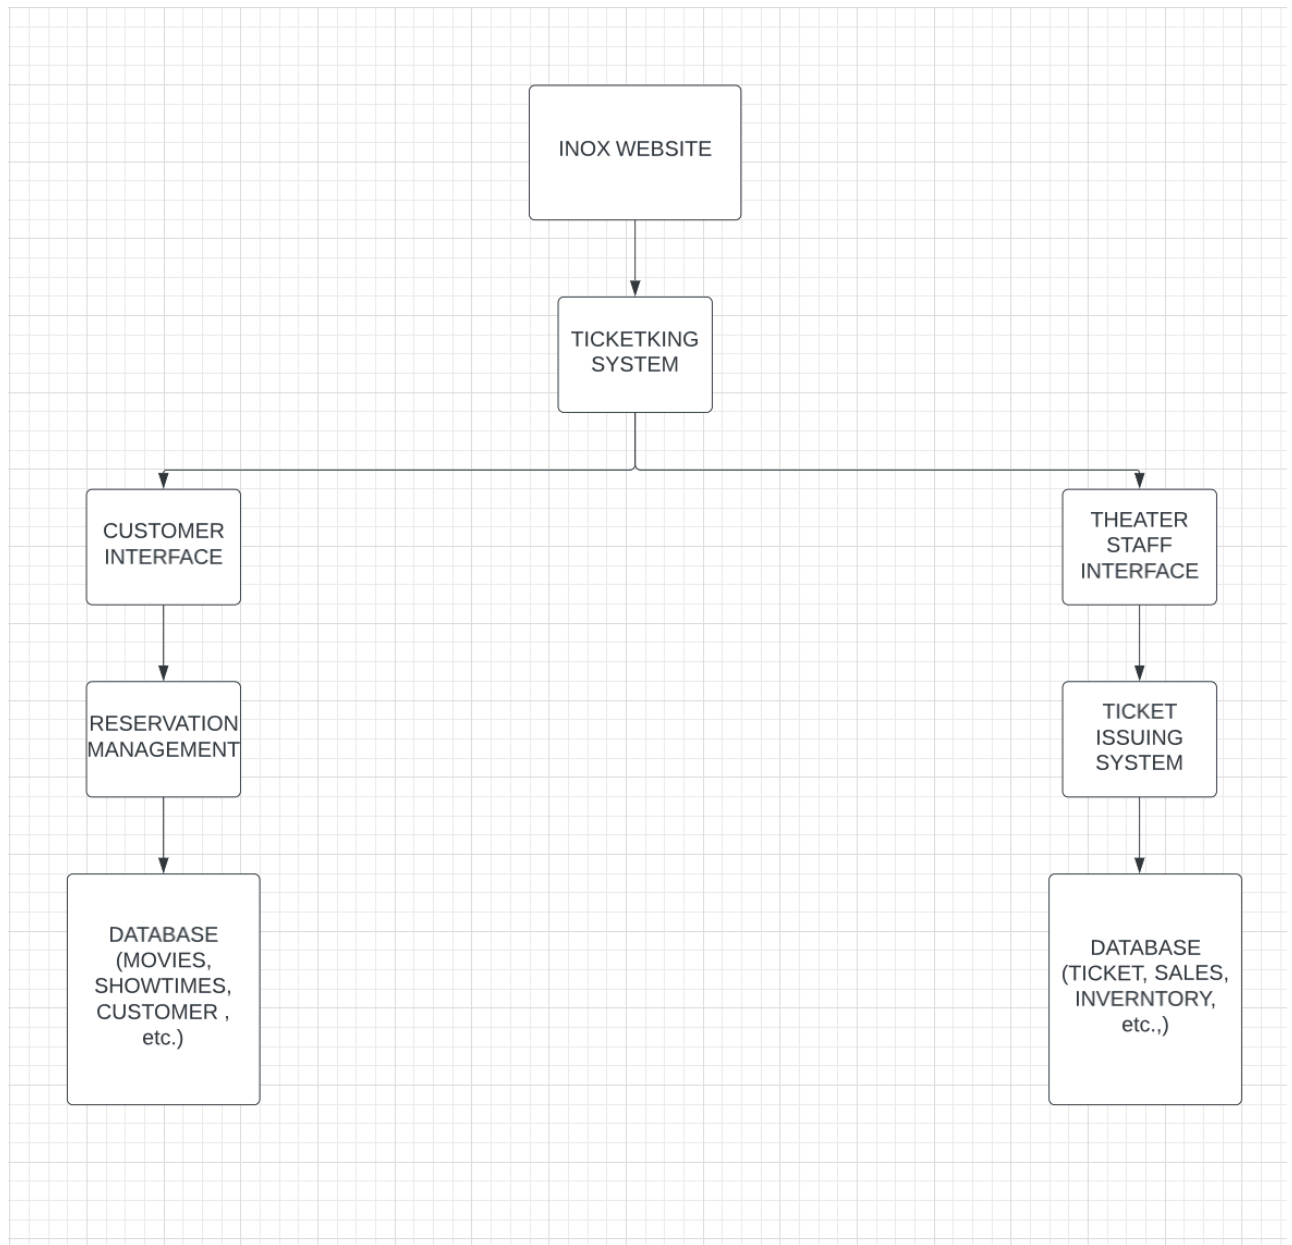 INOX WEBSITE
TICKETKING
SYSTEM
CUSTOMER
INTERFACE
THEATER
STAFF
INTERFACE
RESERVATION
MANAGEMENT
TICKET
ISSUING
SYSTEM
DATABASE
(MOVIES,
SHOWTIMES,
CUSTOMER ,
etc.)
DATABASE
(TICKET, SALES,
INVERNTORY,
etc.,)